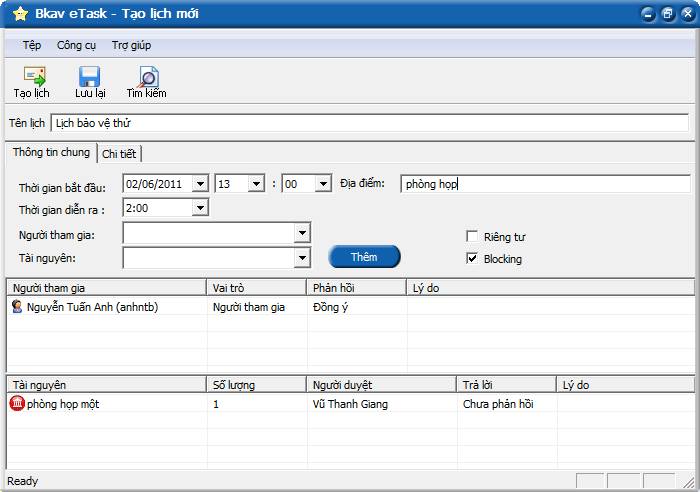 Bkav eTask - Tạo lịch mới
Tệp Công cụ Trợ giúp
Tạo lịch Lưu lại Tìm kiếm
Tên lịch Lịch bảo vệ thử
Thông tin chung Chi tiết
Thời gian bắt đầu: 02/06/2011 13 : 00 Địa điểm: phòng họp
Thời gian diễn ra : 2:00
Người tham gia: Riêng tư
Tài nguyên: Thêm Blocking
Người tham gia Vai trò Phản hồi Lý do
Nguyễn Tuấn Anh (anhntb) Người tham gia Đồng ý
Tài nguyên Số lượng Người duyệt Trả lời Lý do
phòng họp một 1 Vũ Thanh Giang Chưa phản hồi
Ready